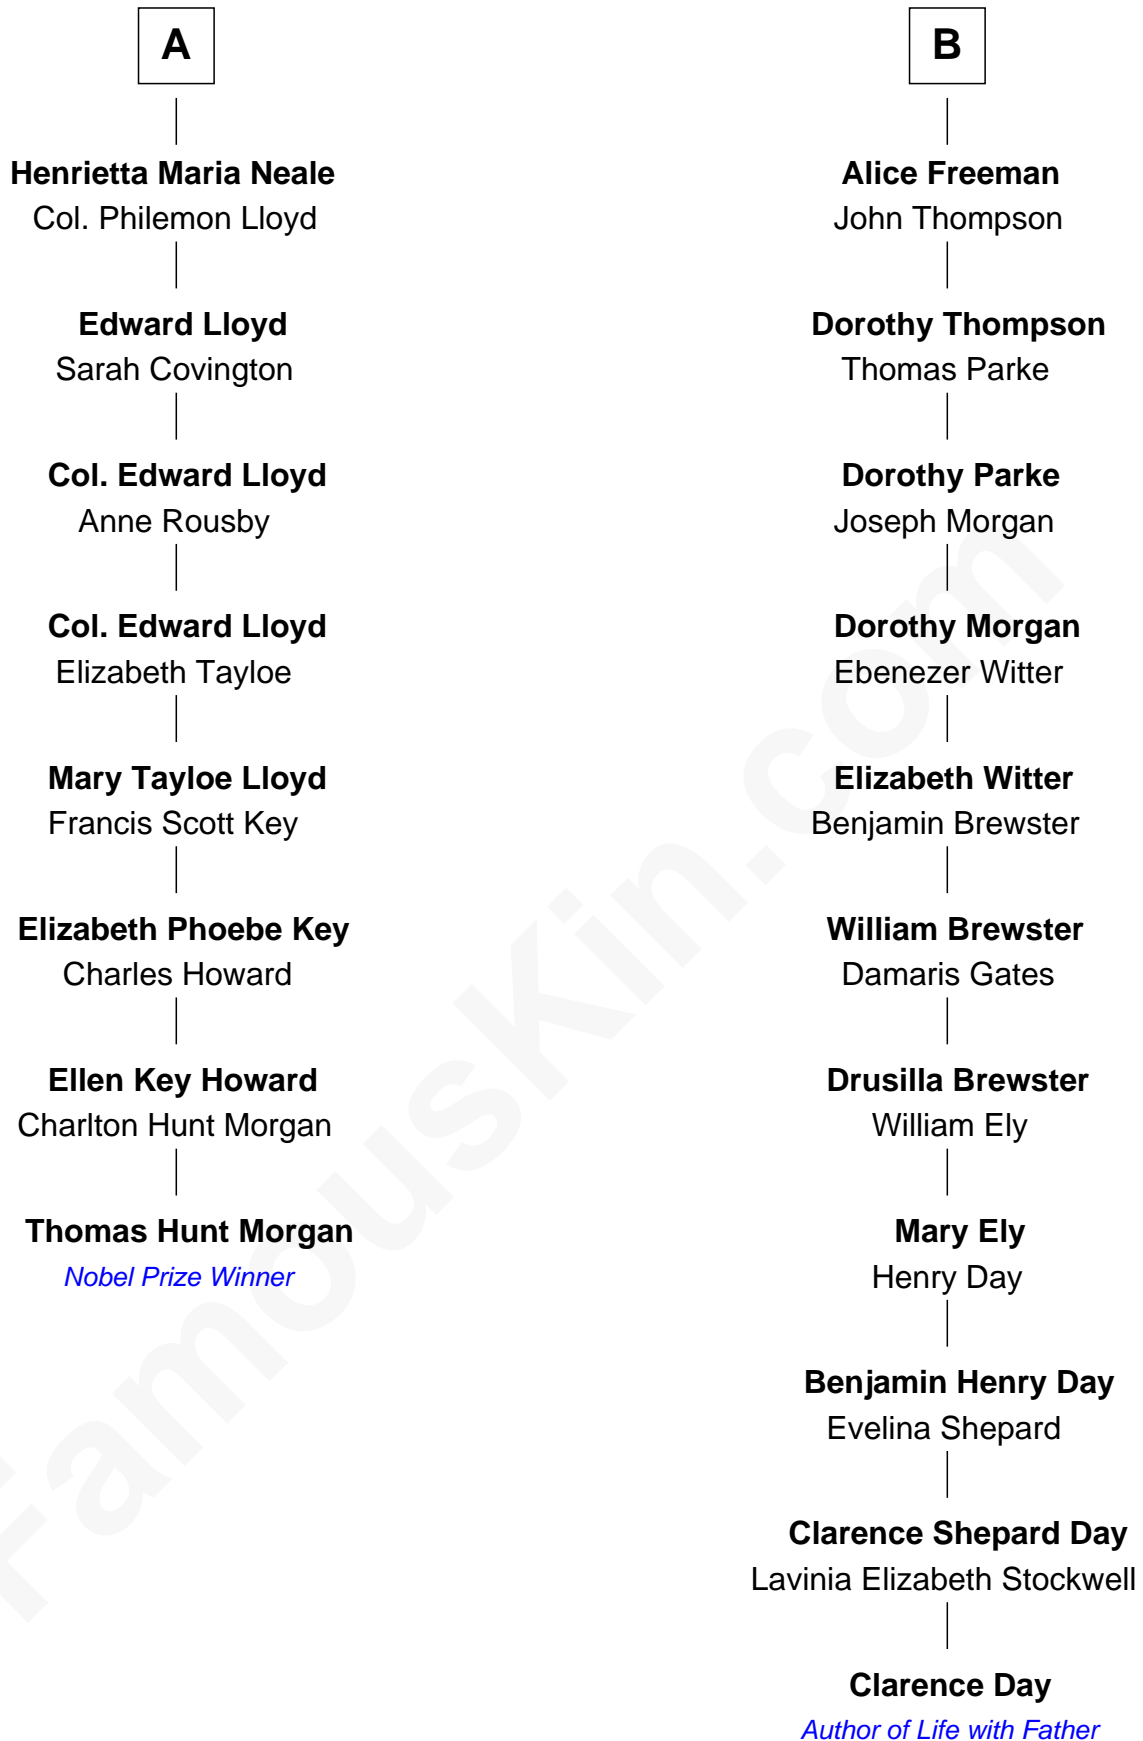 A
Henrietta Maria Neale
Col. Philemon Lloyd
Edward Lloyd
Sarah Covington
Col. Edward Lloyd
Anne Rousby
Col. Edward Lloyd
Elizabeth Tayloe
Mary Tayloe Lloyd
Francis Scott Key
Elizabeth Phoebe Key
Charles Howard
Ellen Key Howard
Charlton Hunt Morgan
Thomas Hunt Morgan
Nobel Prize Winner
B
Alice Freeman
John Thompson
Dorothy Thompson
Thomas Parke
Dorothy Parke
Joseph Morgan
Dorothy Morgan
Ebenezer Witter
Elizabeth Witter
Benjamin Brewster
William Brewster
Damaris Gates
Drusilla Brewster
William Ely
Mary Ely
Henry Day
Benjamin Henry Day
Evelina Shepard
Clarence Shepard Day
Lavinia Elizabeth Stockwell
Clarence Day
Author of Life with Father
FamousKin.com